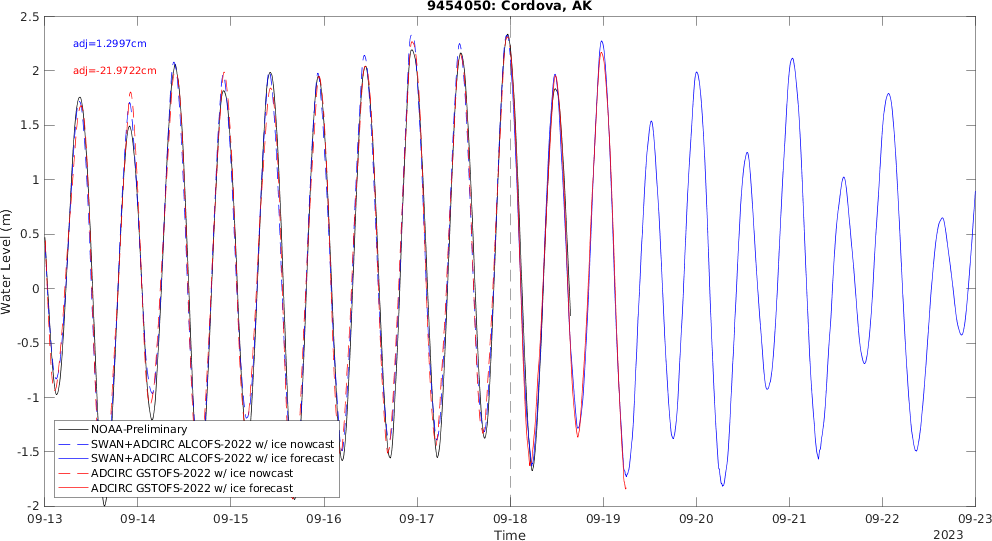 9454050: Cordova, AK
adj=1.2997cm
adj=-21.9722cm
Water Level (m)
2.5
2
1.5
1
0.5
0
-0.5
-1
-1.5
-2
NOAA-Preliminary
SWAN+ADCIRC ALCOFS-2022 w/ ice nowcast
SWAN+ADCIRC ALCOFS-2022 w/ ice forecast
ADCIRC GSTOFS-2022 w/ ice nowcast
ADCIRC GSTOFS-2022 w/ ice forecast
09-13 09-14 09-15 09-16 09-17 09-18 09-19 09-20 09-21 09-22 09-23
Time
2023